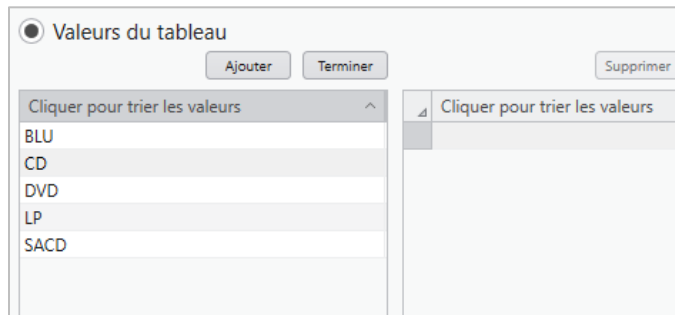 Valeurs du tableau
Ajouter Terminer Supprimer
Cliquer pour trier les valeurs Cliquer pour trier les valeurs
BLU
CD
DVD
LP
SACD